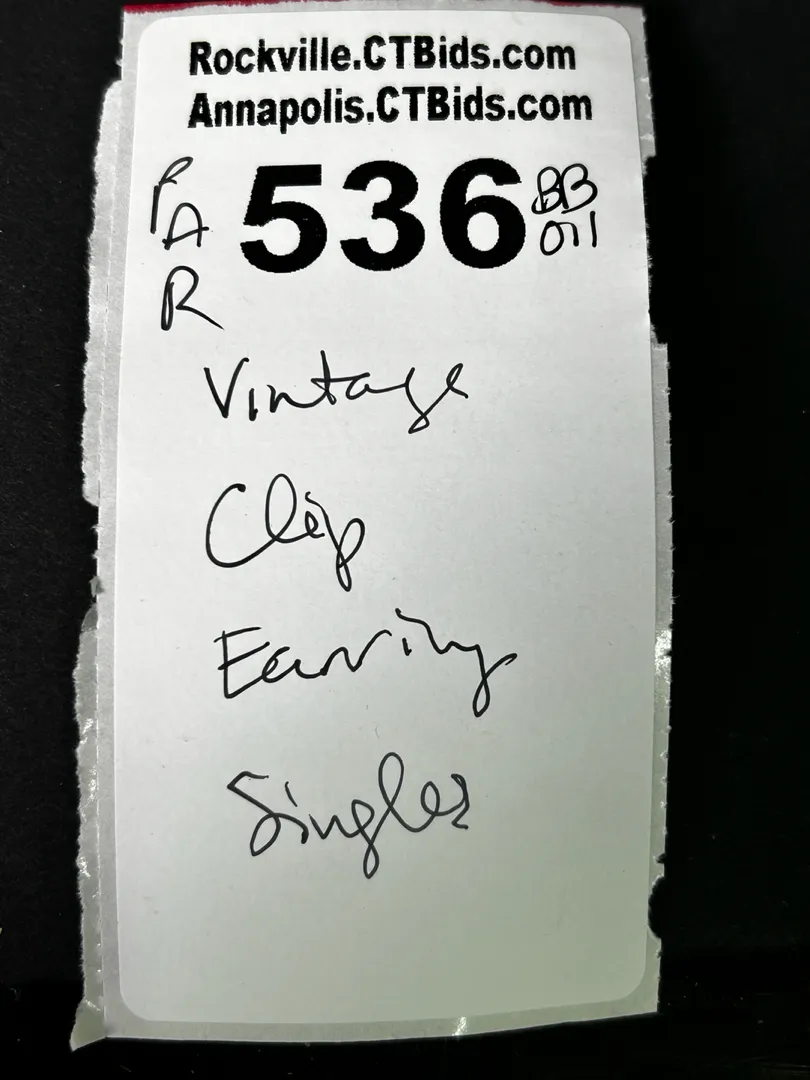 Rockville.CTBids.com
Annapolis.CTBids.com
PAR
536
BB
011
Vintage
Clip
Earring
Singles